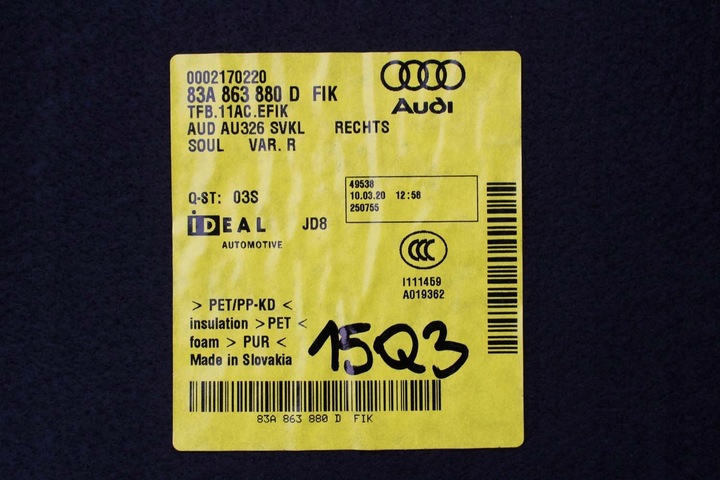 0002170220
83A 863 880 D FIK
TFB.11AC.EFIK
AUD AU326 SVKL RECHTS
SOUL VAR. R
Audi
Q-ST: 03S
49538
10.03.20 12:58
250755
iDEAL JD8
AUTOMOTIVE
CCC
I111459
A019362
> PET/PP-KD <
insulation >PET <
foam > PUR <
Made in Slovakia
15Q3
83A 863 880 D FIK